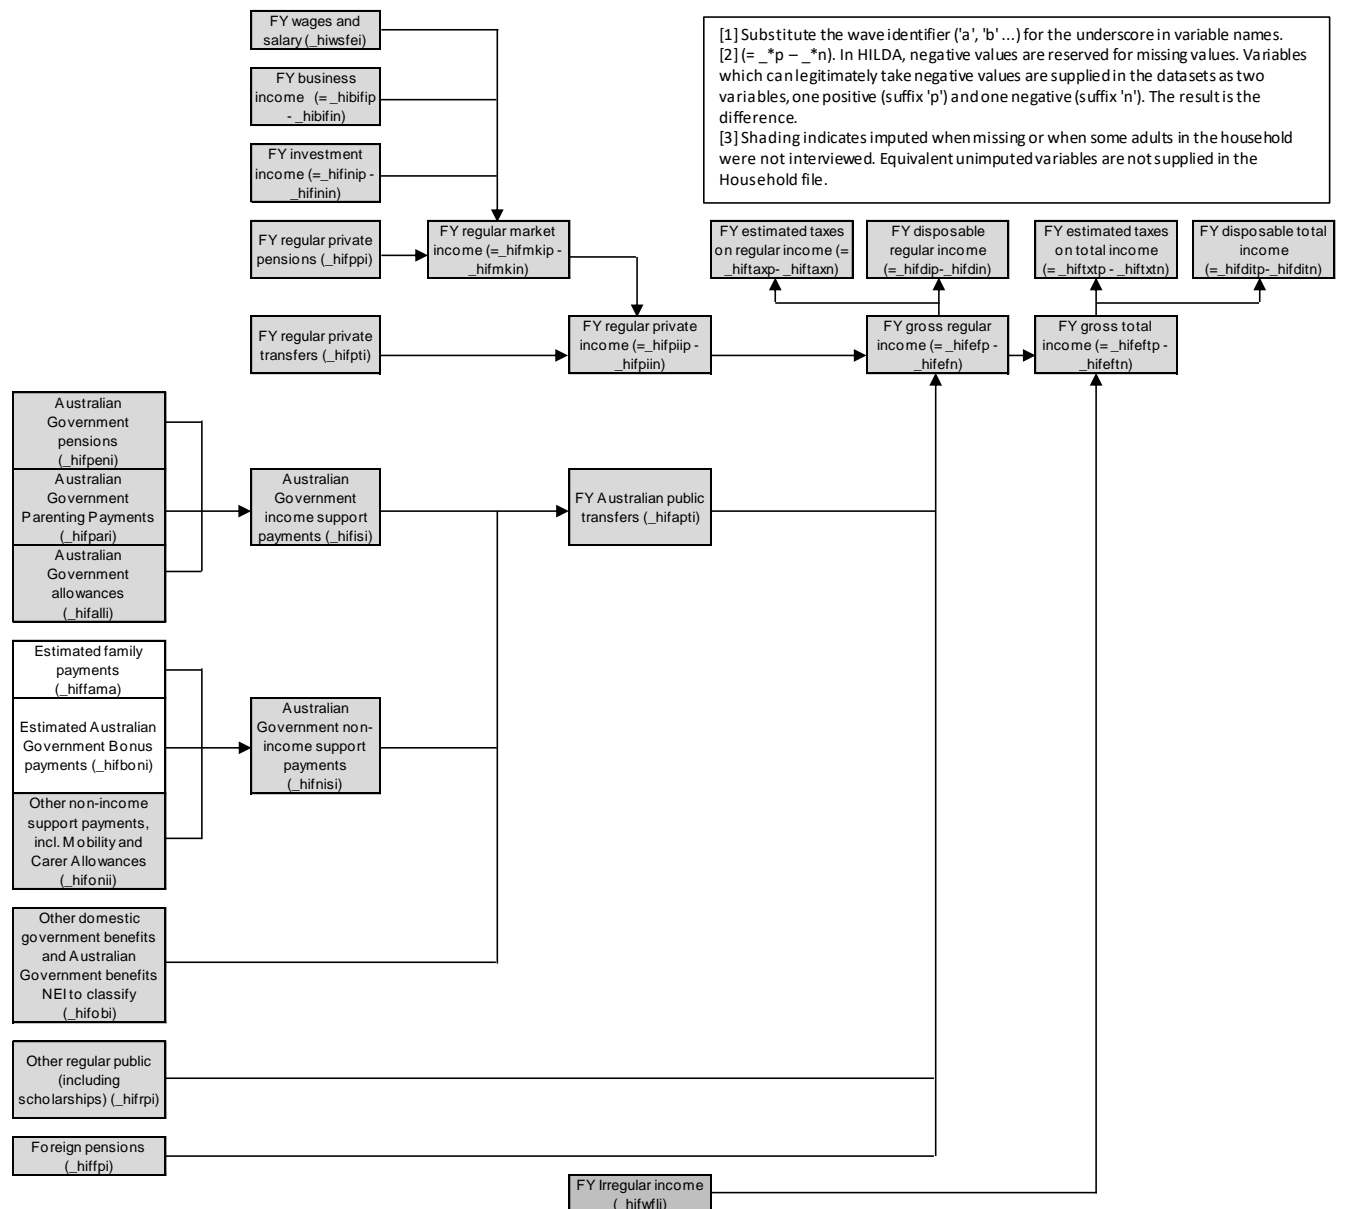 FY wages and
salary (_hiwsfei)
FY business
income (= _hibifip
- _hibifin)
FY investment
income (=_hifinip -
_hifinin)
FY regular private
pensions (_hifppi)
FY regular market
income (=_hifmkip -
_hifmkin)
[1] Substitute the wave identifier ('a', 'b' ...) for the underscore in variable names.
[2] (= _*p – _*n). In HILDA, negative values are reserved for missing values. Variables
which can legitimately take negative values are supplied in the datasets as two
variables, one positive (suffix 'p') and one negative (suffix 'n'). The result is the
difference.
[3] Shading indicates imputed when missing or when some adults in the household
were not interviewed. Equivalent unimputed variables are not supplied in the
Household file.
FY estimated taxes
on regular income (=
_hiftaxp- _hiftaxn)
FY disposable
regular income
(=_hifdip-_hifdin)
FY estimated taxes
on total income
(= _hiftxtp - _hiftxtn)
FY disposable total
income
(=_hifditp-_hifditn)
FY regular private
transfers (_hifpti)
FY regular private
income (=_hifpiip -
_hifpiin)
FY gross regular
income (= _hifefp -
_hifefn)
FY gross total
income (= _hifeftp -
_hifeftn)
Australian
Government
pensions
(_hifpeni)
Australian
Government
Parenting Payments
(_hifpari)
Australian
Government
allowances
(_hifalli)
Australian
Government
income support
payments (_hifisi)
FY Australian public
transfers (_hifapti)
Estimated family
payments
(_hiffama)
Estimated Australian
Government Bonus
payments (_hifboni)
Other non-income
support payments,
incl. Mobility and
Carer Allowances
(_hifonii)
Australian
Government non-
income support
payments
(_hifnisi)
Other domestic
government benefits
and Australian
Government benefits
NEI to classify
(_hifobi)
Other regular public
(including
scholarships) (_hifrpi)
Foreign pensions
(_hiffpi)
FY Irregular income
(_hifwfli)